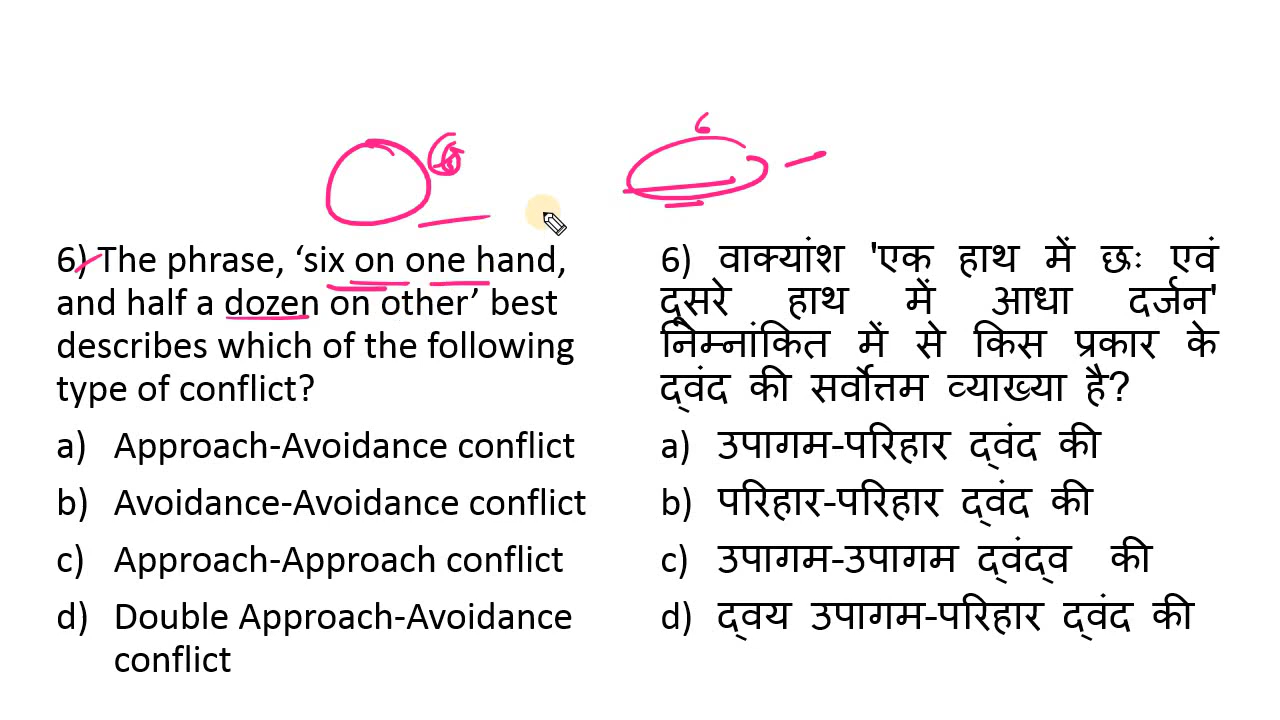 6
6) The phrase, ‘six on one hand,
and half a dozen on other’ best
describes which of the following
type of conflict?
a) Approach-Avoidance conflict
b) Avoidance-Avoidance conflict
c) Approach-Approach conflict
d) Double Approach-Avoidance
conflict
6) वाक्यांश 'एक हाथ में छः एवं
दूसरे हाथ में आधा दर्जन'
निम्नांकित में से किस प्रकार के
द्वंद की सर्वोत्तम व्याख्या है?
a) उपागम-परिहार द्वंद की
b) परिहार-परिहार द्वंद की
c) उपागम-उपागम द्वंद्व की
d) द्वय उपागम-परिहार द्वंद की